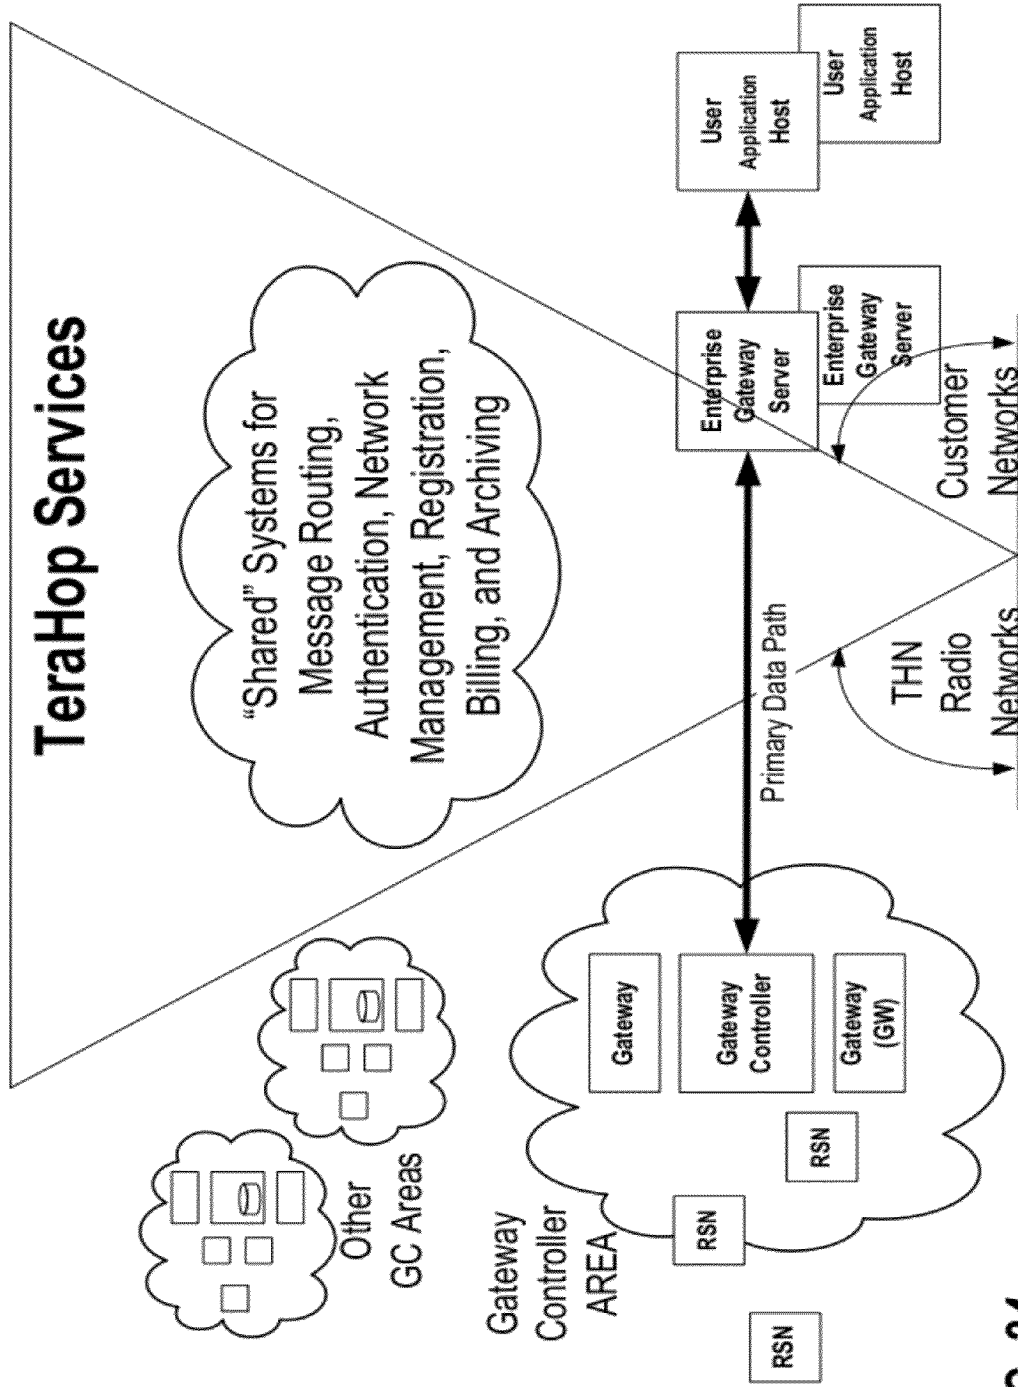 TeraHop Services
“Shared” Systems for
Message Routing,
Authentication, Network
Management, Registration,
Billing, and Archiving
Other
GC Areas
Gateway
Controller
AREA
RSN
RSN
RSN
Gateway
Gateway
Controller
Gateway
(GW)
Primary Data Path
Enterprise
Gateway
Server
Enterprise
Gateway
Server
User
Application
Host
User
Application
Host
THN
Radio
Networks
Customer
Networks